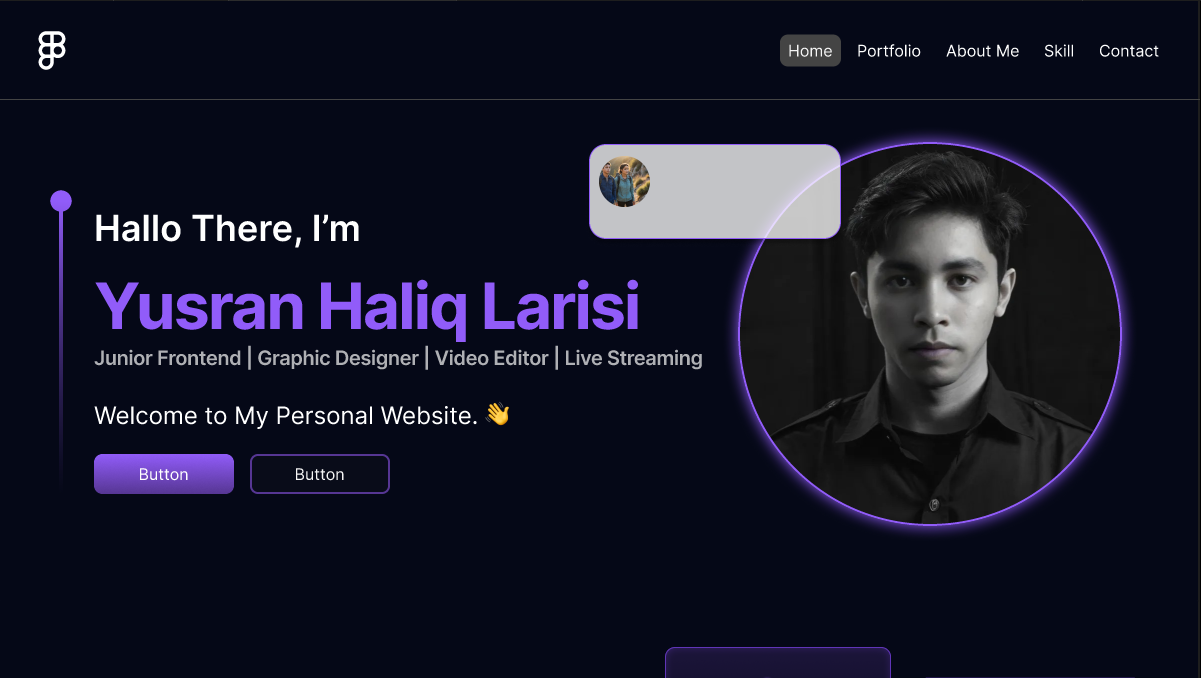 Home Portfolio About Me Skill Contact
Hallo There, I’m
Yusran Haliq Larisi
Junior Frontend | Graphic Designer | Video Editor | Live Streaming
Welcome to My Personal Website. 👋
Button Button